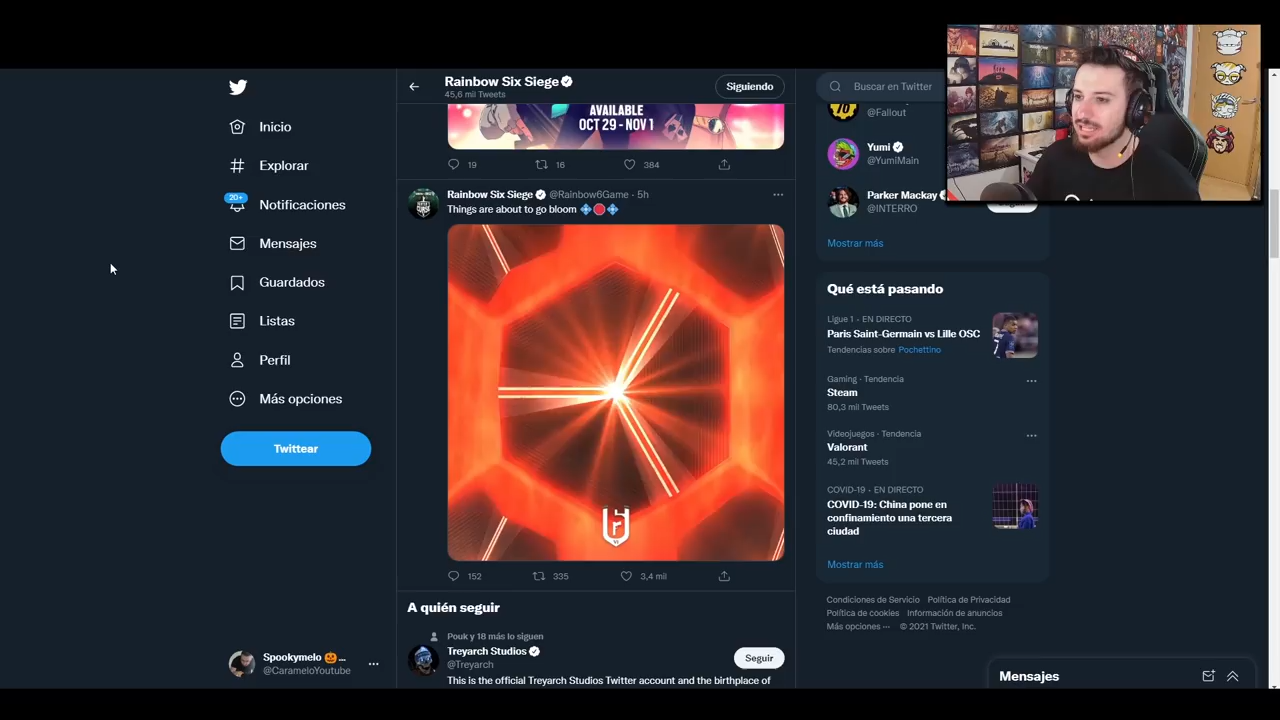 Inicio
Explorar
20+
Notificaciones
Mensajes
Guardados
Listas
Perfil
Más opciones
Twittear
Spookymelo 🎃 ...
@CarameloYoutube
Rainbow Six Siege
45,6 mil Tweets
Siguiendo
AVAILABLE
OCT 29 - NOV 1
19 16 384
Rainbow Six Siege @Rainbow6Game · 5h
Things are about to go bloom 💠🔴💠
152 335 3,4 mil
A quién seguir
Pouk y 18 más lo siguen
Treyarch Studios
@Treyarch
Seguir
This is the official Treyarch Studios Twitter account and the birthplace of
Buscar en Twitter
@Fallout
Yumi
@YumiMain
Parker Mackay
@INTERRO
Mostrar más
Qué está pasando
Ligue 1 · EN DIRECTO
Paris Saint-Germain vs Lille OSC
Tendencias sobre Pochettino
Gaming · Tendencia
Steam
80,3 mil Tweets
Videojuegos · Tendencia
Valorant
45,2 mil Tweets
COVID-19 · EN DIRECTO
COVID-19: China pone en
confinamiento una tercera
ciudad
Mostrar más
Condiciones de Servicio Política de Privacidad
Política de cookies Información de anuncios
Más opciones ··· © 2021 Twitter, Inc.
Mensajes